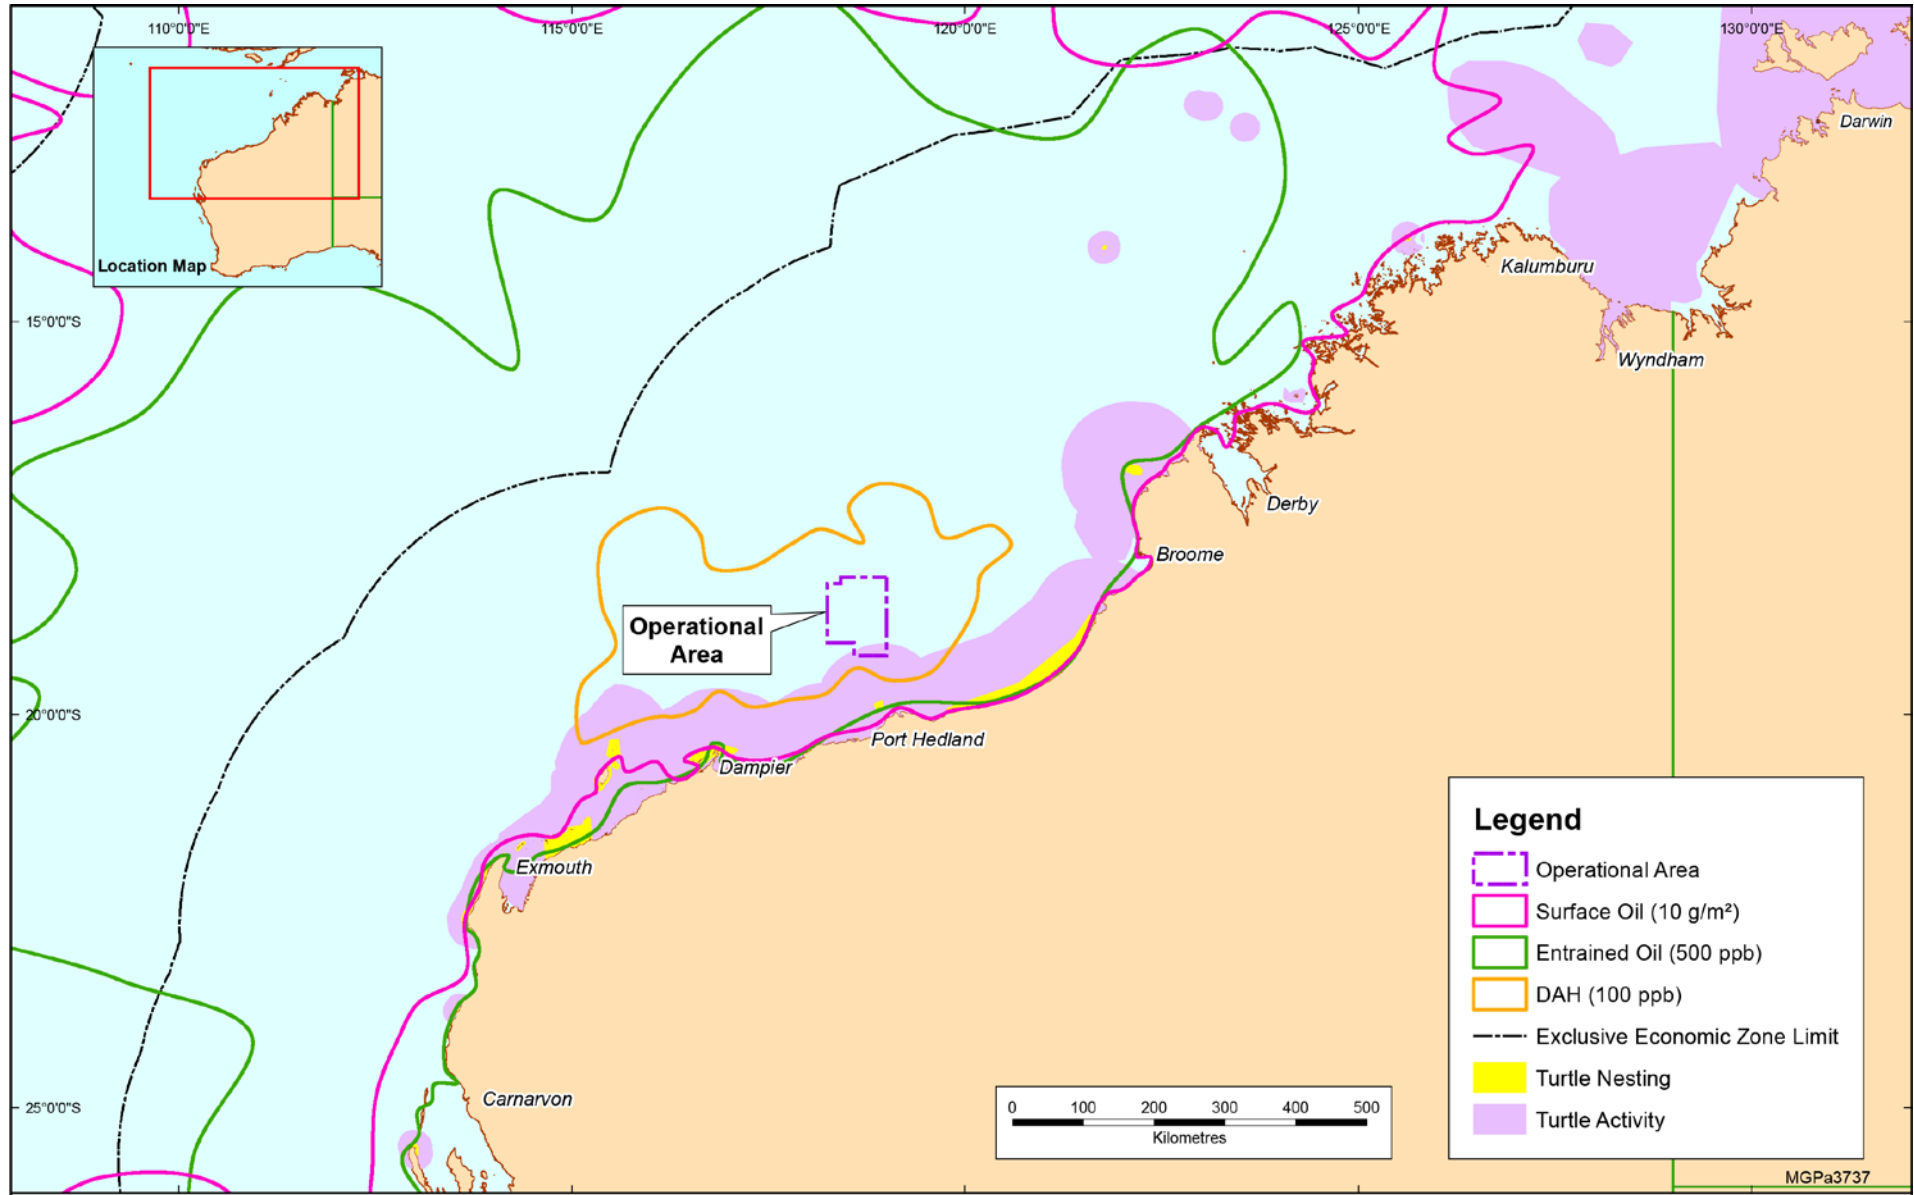 110°0'0"E
115°0'0"E
120°0'0"E
125°0'0"E
130°0'0"E
Location Map
Darwin
Kalumburu
15°0'0"S
Wyndham
Derby
Broome
Operational
Area
20°0'0"S
Port Hedland
Dampier
Exmouth
Carnarvon
25°0'0"S
0 100 200 300 400 500
Kilometres
Legend
Operational Area
Surface Oil (10 g/m²)
Entrained Oil (500 ppb)
DAH (100 ppb)
Exclusive Economic Zone Limit
Turtle Nesting
Turtle Activity
MGPa3737